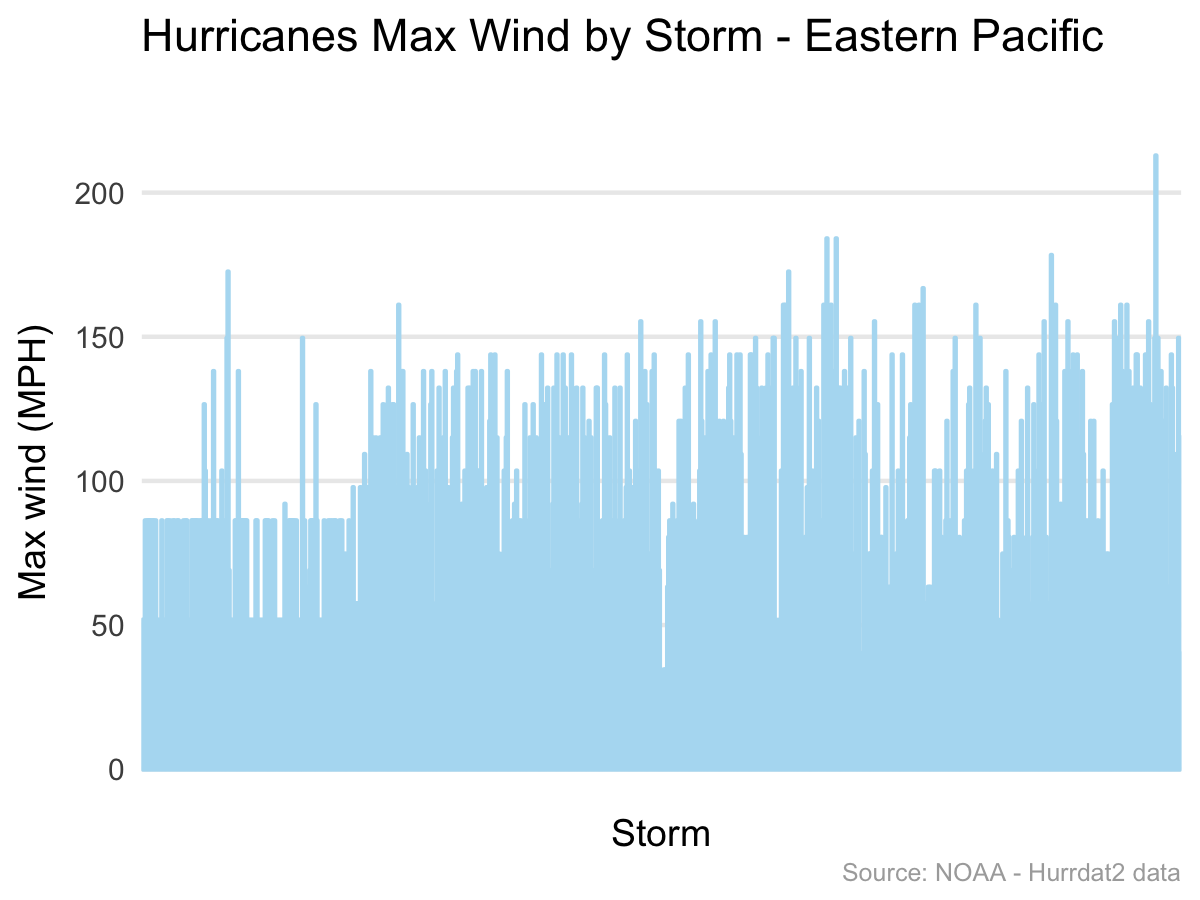 Hurricanes Max Wind by Storm - Eastern Pacific
Max wind (MPH)
200
150
100
50
0
Storm
Source: NOAA - Hurrdat2 data